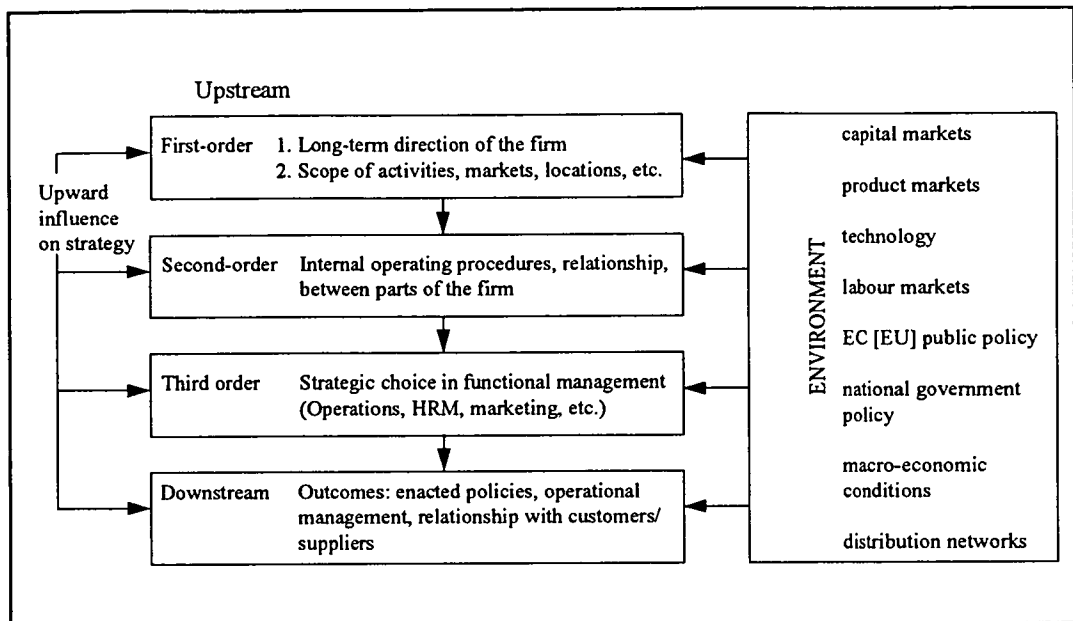 Upstream
First-order 1. Long-term direction of the firm
2. Scope of activities, markets, locations, etc.
Upward
influence
on strategy
Second-order Internal operating procedures, relationship,
between parts of the firm
Third order Strategic choice in functional management
(Operations, HRM, marketing, etc.)
Downstream Outcomes: enacted policies, operational
management, relationship with customers/
suppliers
ENVIRONMENT
capital markets
product markets
technology
labour markets
EC [EU] public policy
national government
policy
macro-economic
conditions
distribution networks